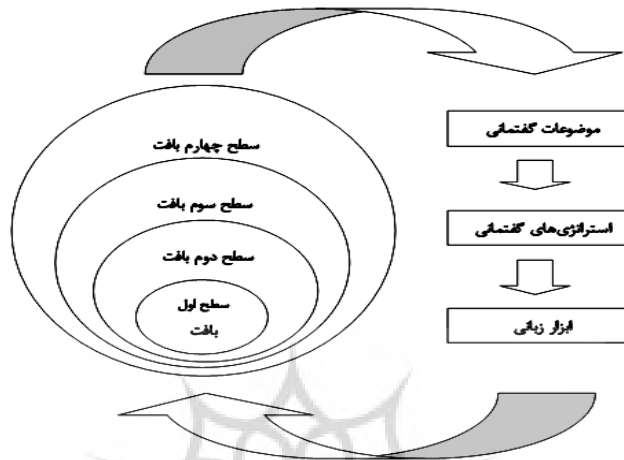 سطح چهارم بافت
سطح سوم بافت
سطح دوم بافت
سطح اول
بافت
موضوعات گفتمانی
استراتژی‌های گفتمانی
ابزار زبانی